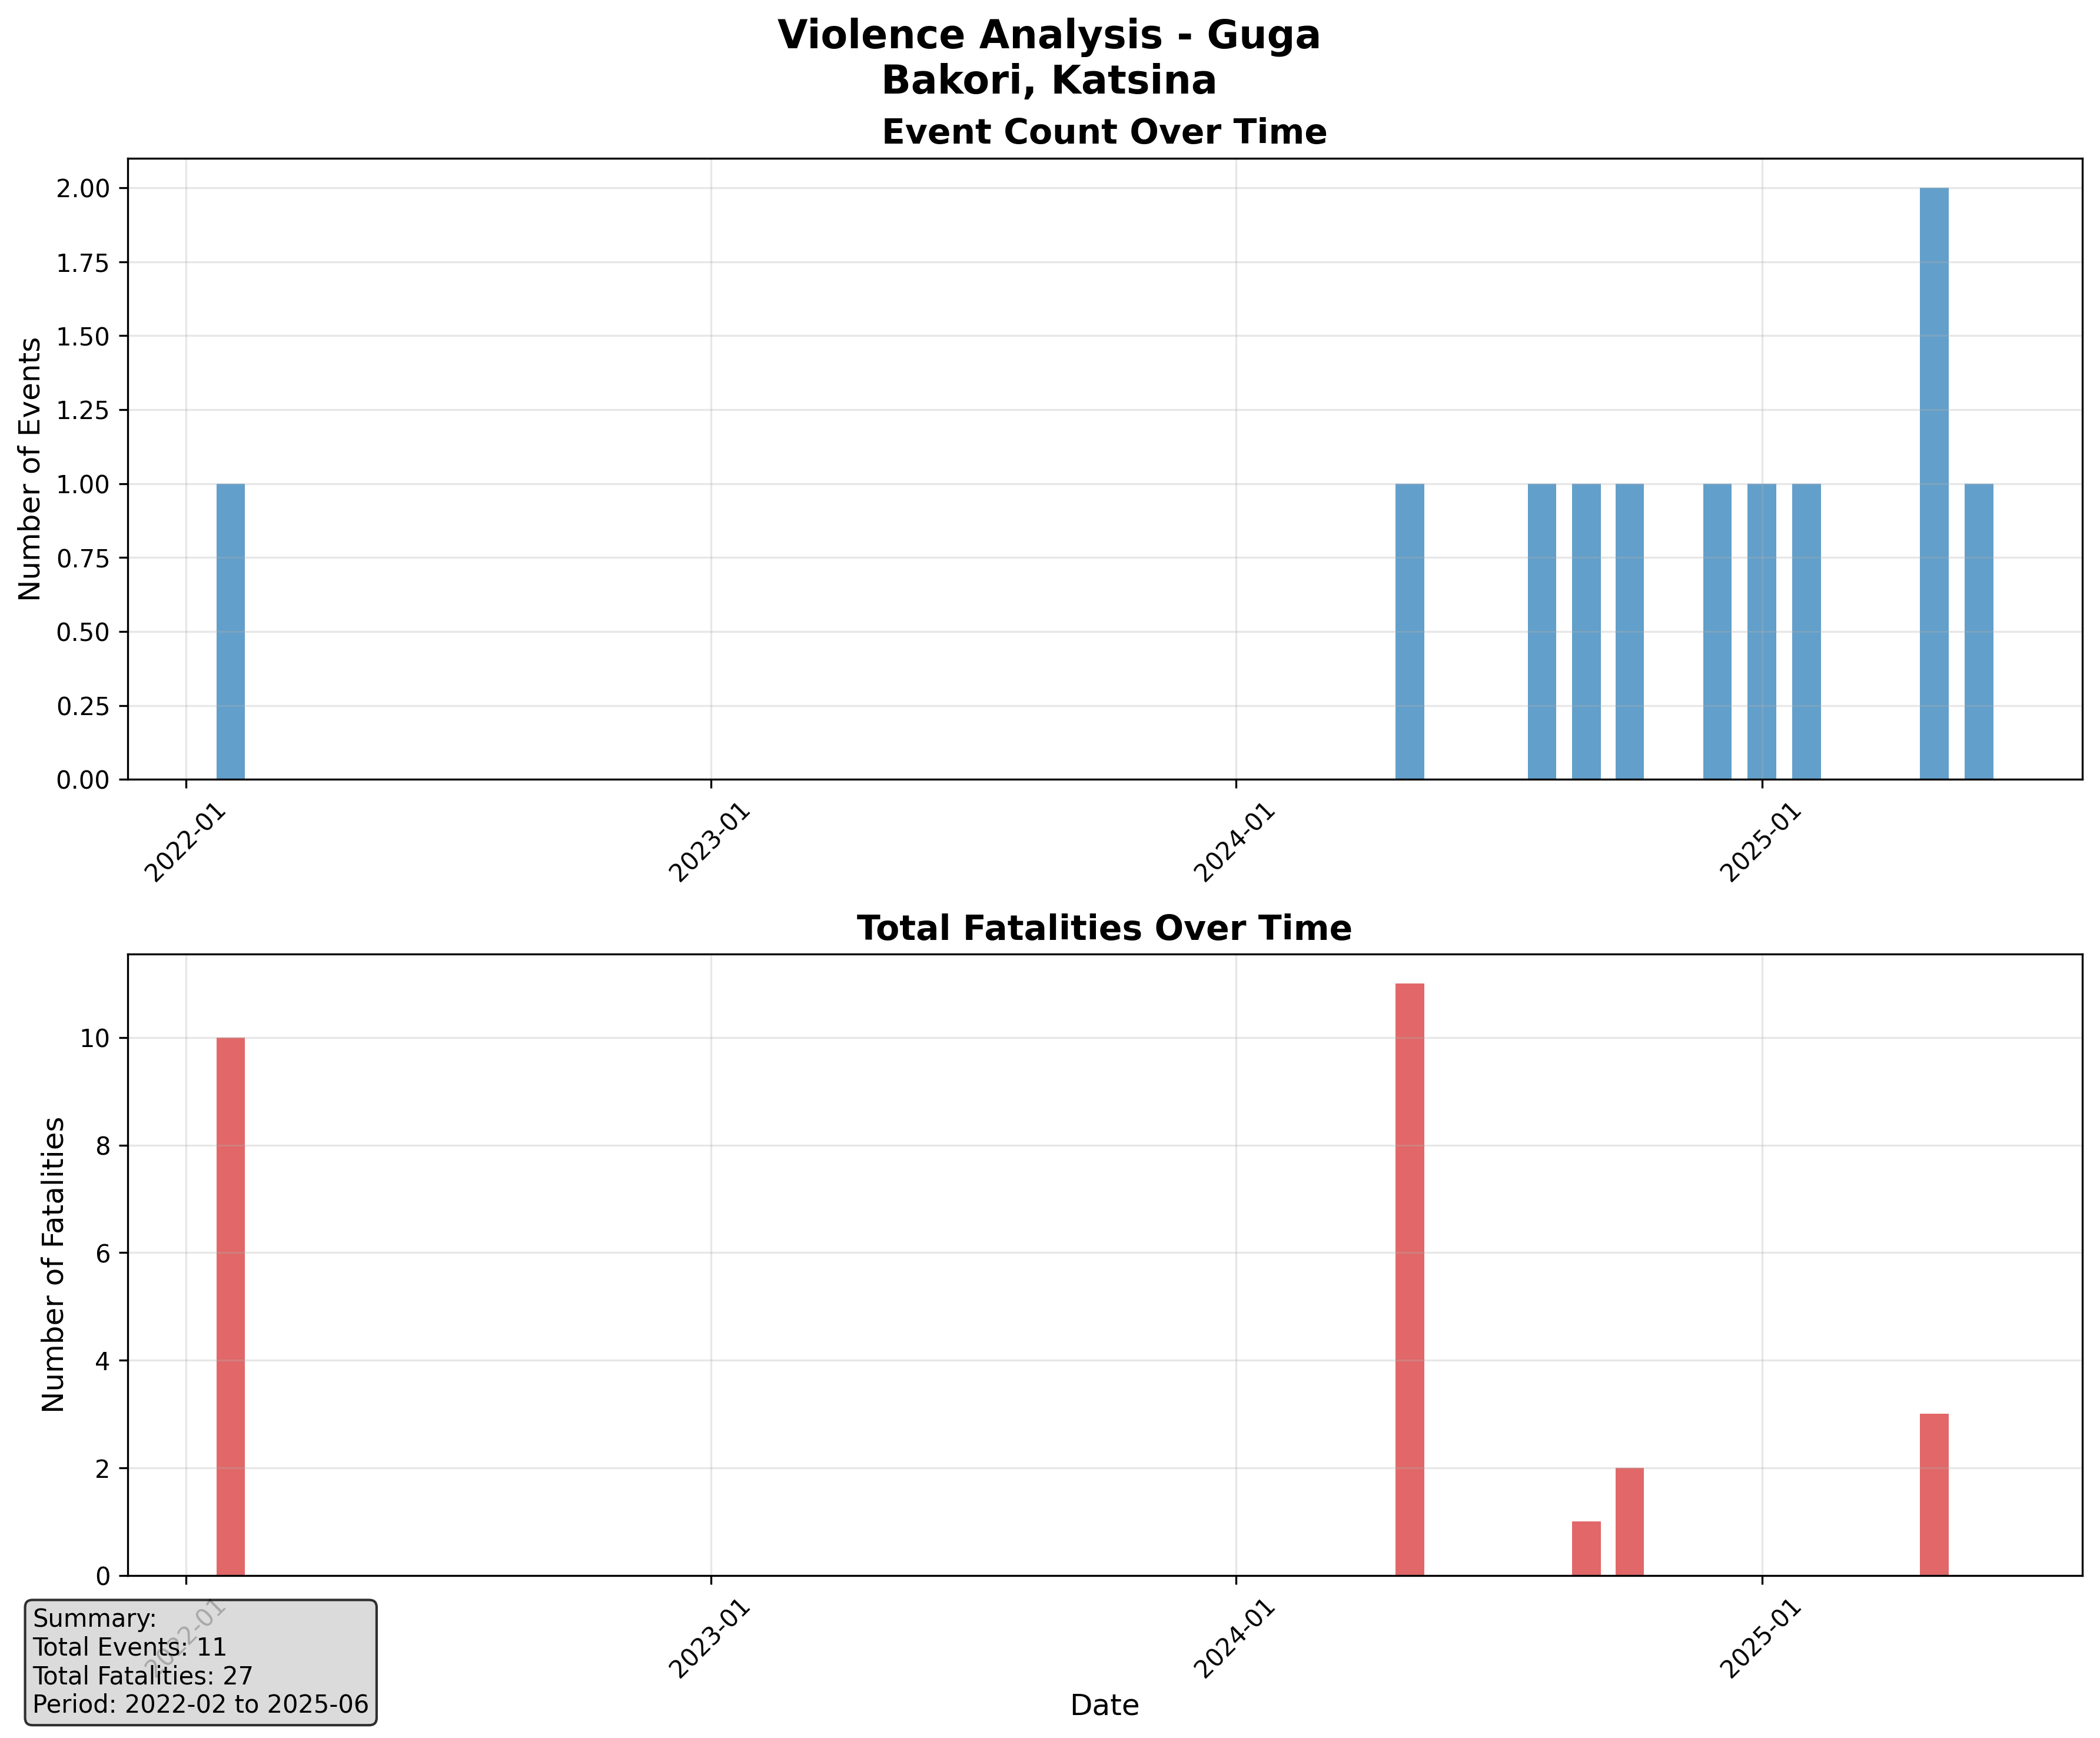 Violence Analysis - Guga
Bakori, Katsina
Event Count Over Time
Number of Events
2.00
1.75
1.50
1.25
1.00
0.75
0.50
0.25
0.00
2022-01
2023-01
2024-01
2025-01
Total Fatalities Over Time
Number of Fatalities
10
8
6
4
2
0
2022-01
2023-01
2024-01
2025-01
Date
Summary:
Total Events: 11
Total Fatalities: 27
Period: 2022-02 to 2025-06